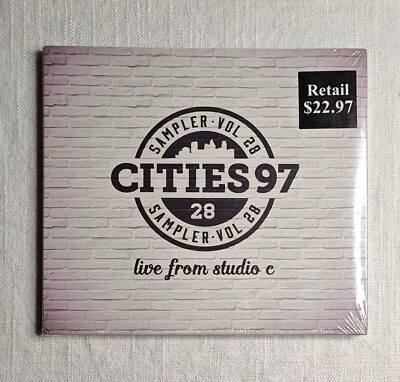 Retail
$22.97
SAMPLER · VOL 28
CITIES 97
28
SAMPLER · VOL 28
live from studio c